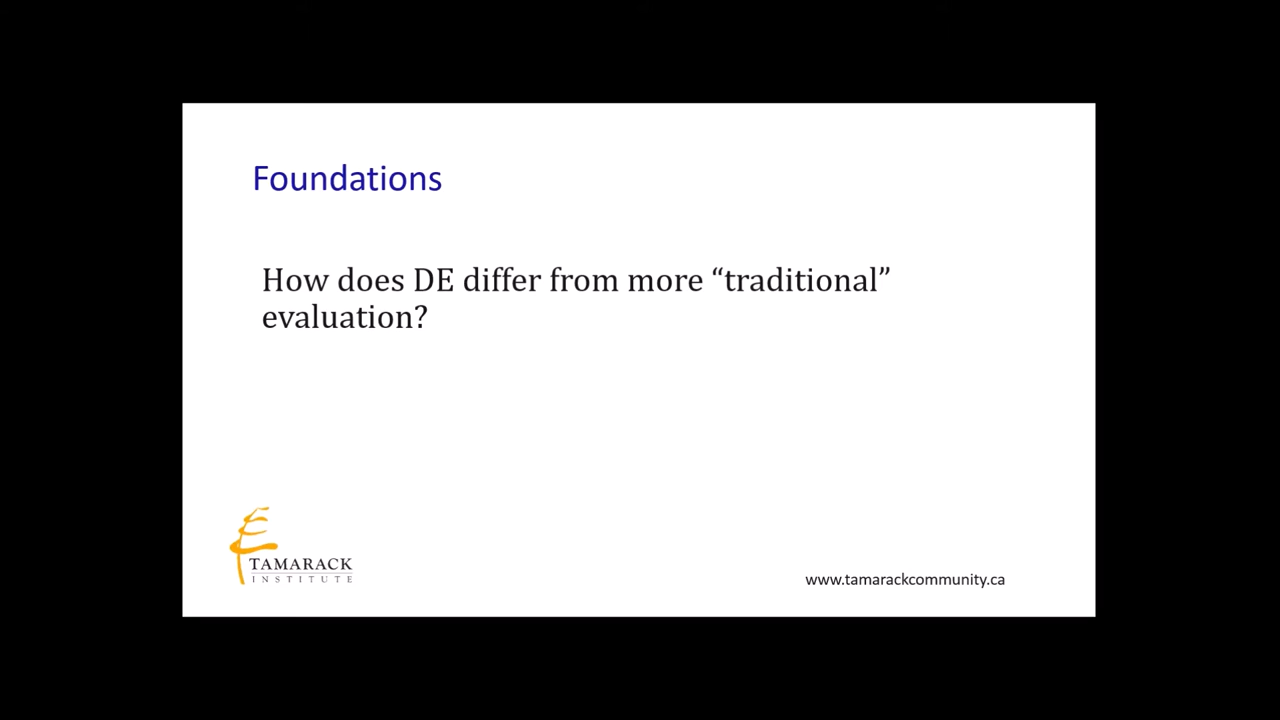 Foundations
How does DE differ from more “traditional”
evaluation?
TAMARACK
INSTITUTE
www.tamarackcommunity.ca